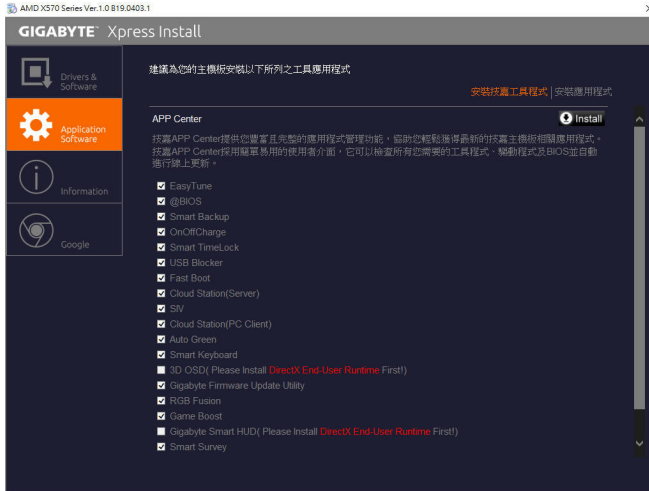 AMD X570 Series Ver.1.0 B19.0403.1
GIGABYTE™ Xpress Install
Drivers & Software
Application Software
Information
Google
建議為您的主機板安裝以下所列之工具應用程式
安裝技嘉工具程式 | 安裝應用程式
APP Center
Install
技嘉APP Center提供您豐富且完整的應用程式管理功能，協助您輕鬆獲得最新的技嘉主機板相關應用程式。
技嘉APP Center採用簡單易用的使用者介面，它可以檢查所有您需要的工具程式、驅動程式及BIOS並自動
進行線上更新。
EasyTune
@BIOS
Smart Backup
OnOffCharge
Smart TimeLock
USB Blocker
Fast Boot
Cloud Station(Server)
SIV
Cloud Station(PC Client)
Auto Green
Smart Keyboard
3D OSD( Please Install DirectX End-User Runtime First!)
Gigabyte Firmware Update Utility
RGB Fusion
Game Boost
Gigabyte Smart HUD( Please Install DirectX End-User Runtime First!)
Smart Survey